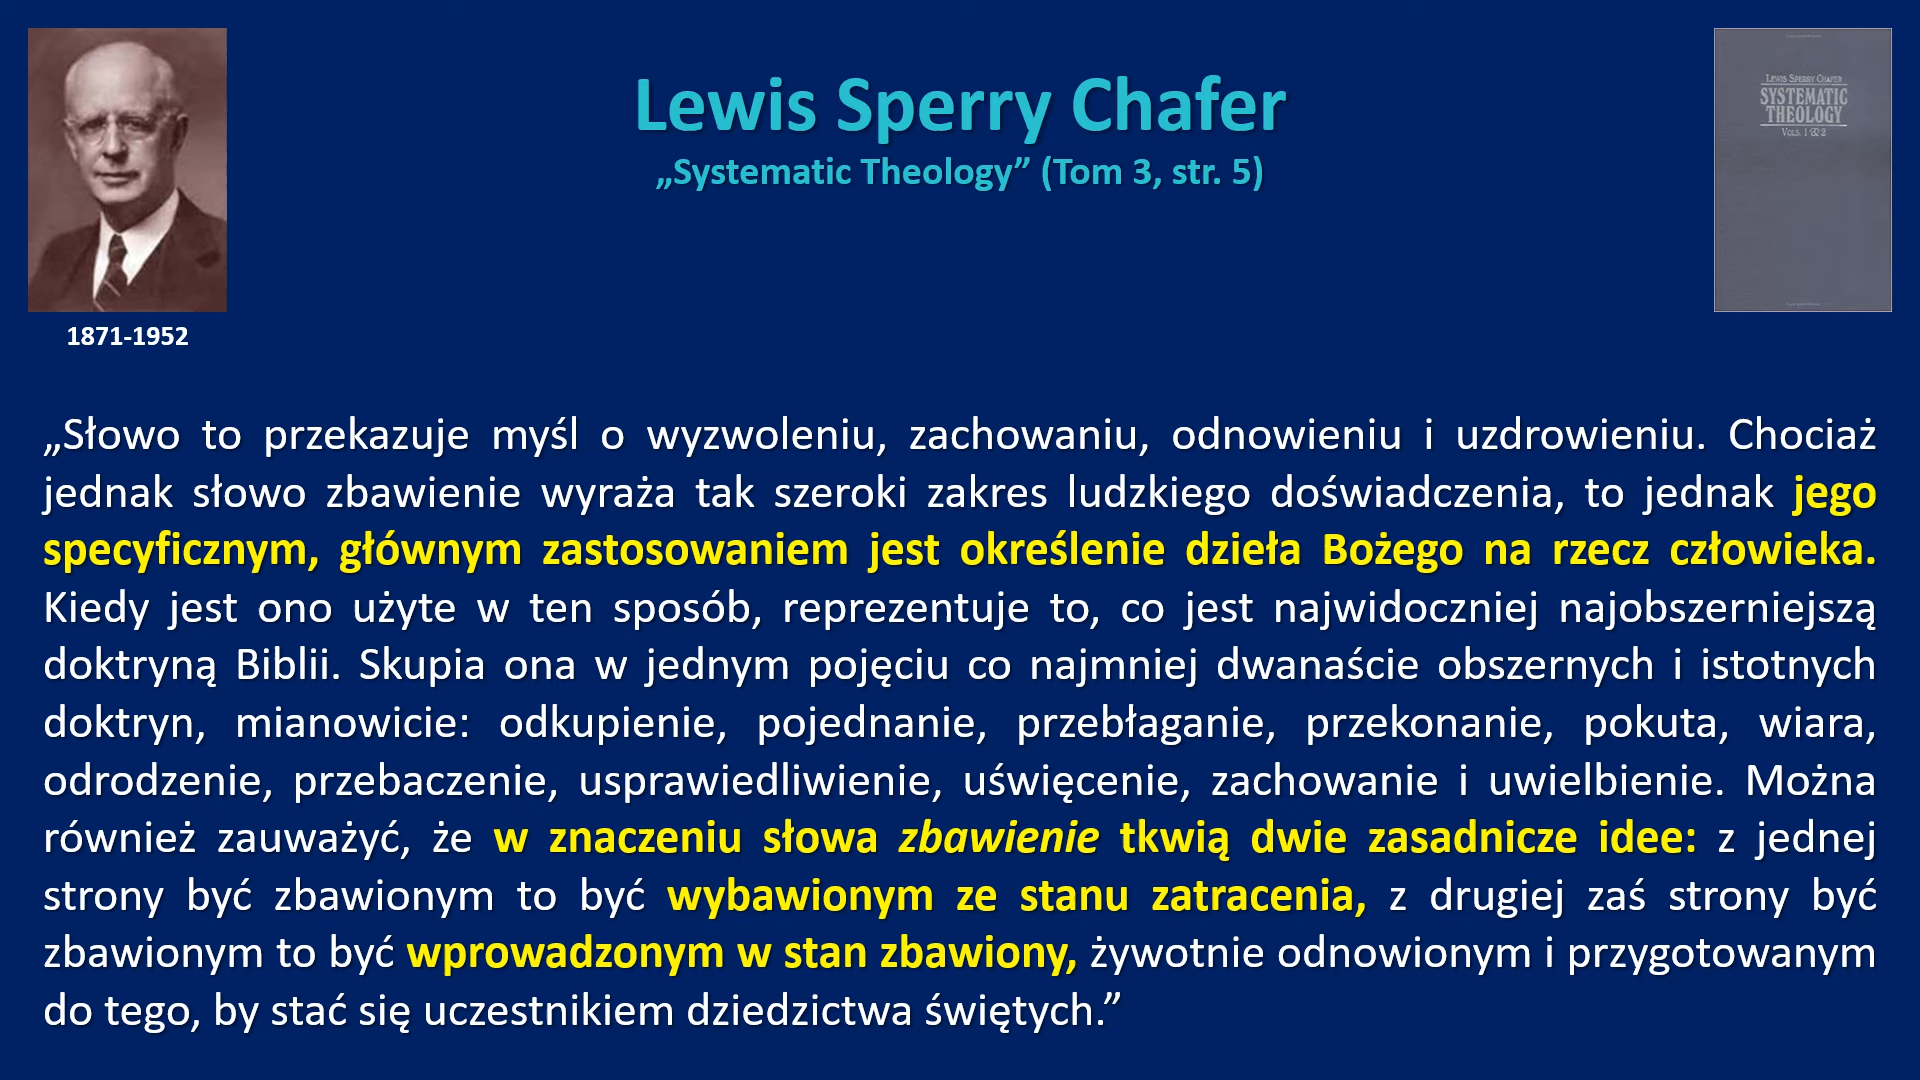 Lewis Sperry Chafer
„Systematic Theology” (Tom 3, str. 5)
LEWIS SPERRY CHAFER
SYSTEMATIC
THEOLOGY
VOLS. 1 & 2
1871-1952
„Słowo to przekazuje myśl o wyzwoleniu, zachowaniu, odnowieniu i uzdrowieniu. Chociaż
jednak słowo zbawienie wyraża tak szeroki zakres ludzkiego doświadczenia, to jednak jego
specyficznym, głównym zastosowaniem jest określenie dzieła Bożego na rzecz człowieka.
Kiedy jest ono użyte w ten sposób, reprezentuje to, co jest najwidoczniej najobszerniejszą
doktryną Biblii. Skupia ona w jednym pojęciu co najmniej dwanaście obszernych i istotnych
doktryn, mianowicie: odkupienie, pojednanie, przebłaganie, przekonanie, pokuta, wiara,
odrodzenie, przebaczenie, usprawiedliwienie, uświęcenie, zachowanie i uwielbienie. Można
również zauważyć, że w znaczeniu słowa zbawienie tkwią dwie zasadnicze idee: z jednej
strony być zbawionym to być wybawionym ze stanu zatracenia, z drugiej zaś strony być
zbawionym to być wprowadzonym w stan zbawiony, żywotnie odnowionym i przygotowanym
do tego, by stać się uczestnikiem dziedzictwa świętych.”